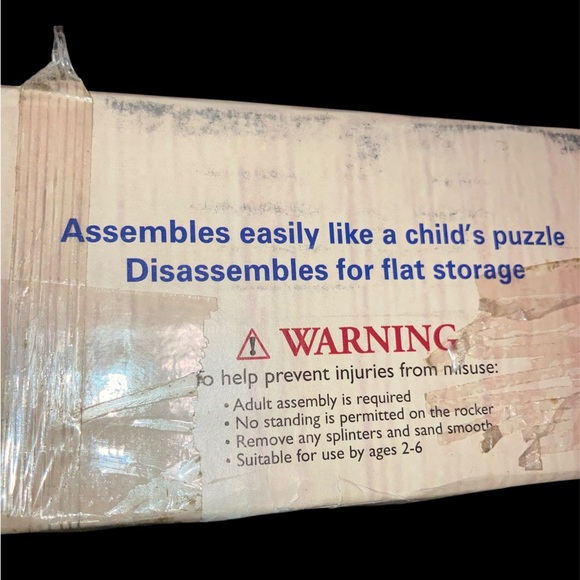 Assembles easily like a child's puzzle
Disassembles for flat storage
WARNING
To help prevent injuries from misuse:
• Adult assembly is required
• No standing is permitted on the rocker
• Remove any splinters and sand smooth
• Suitable for use by ages 2-6